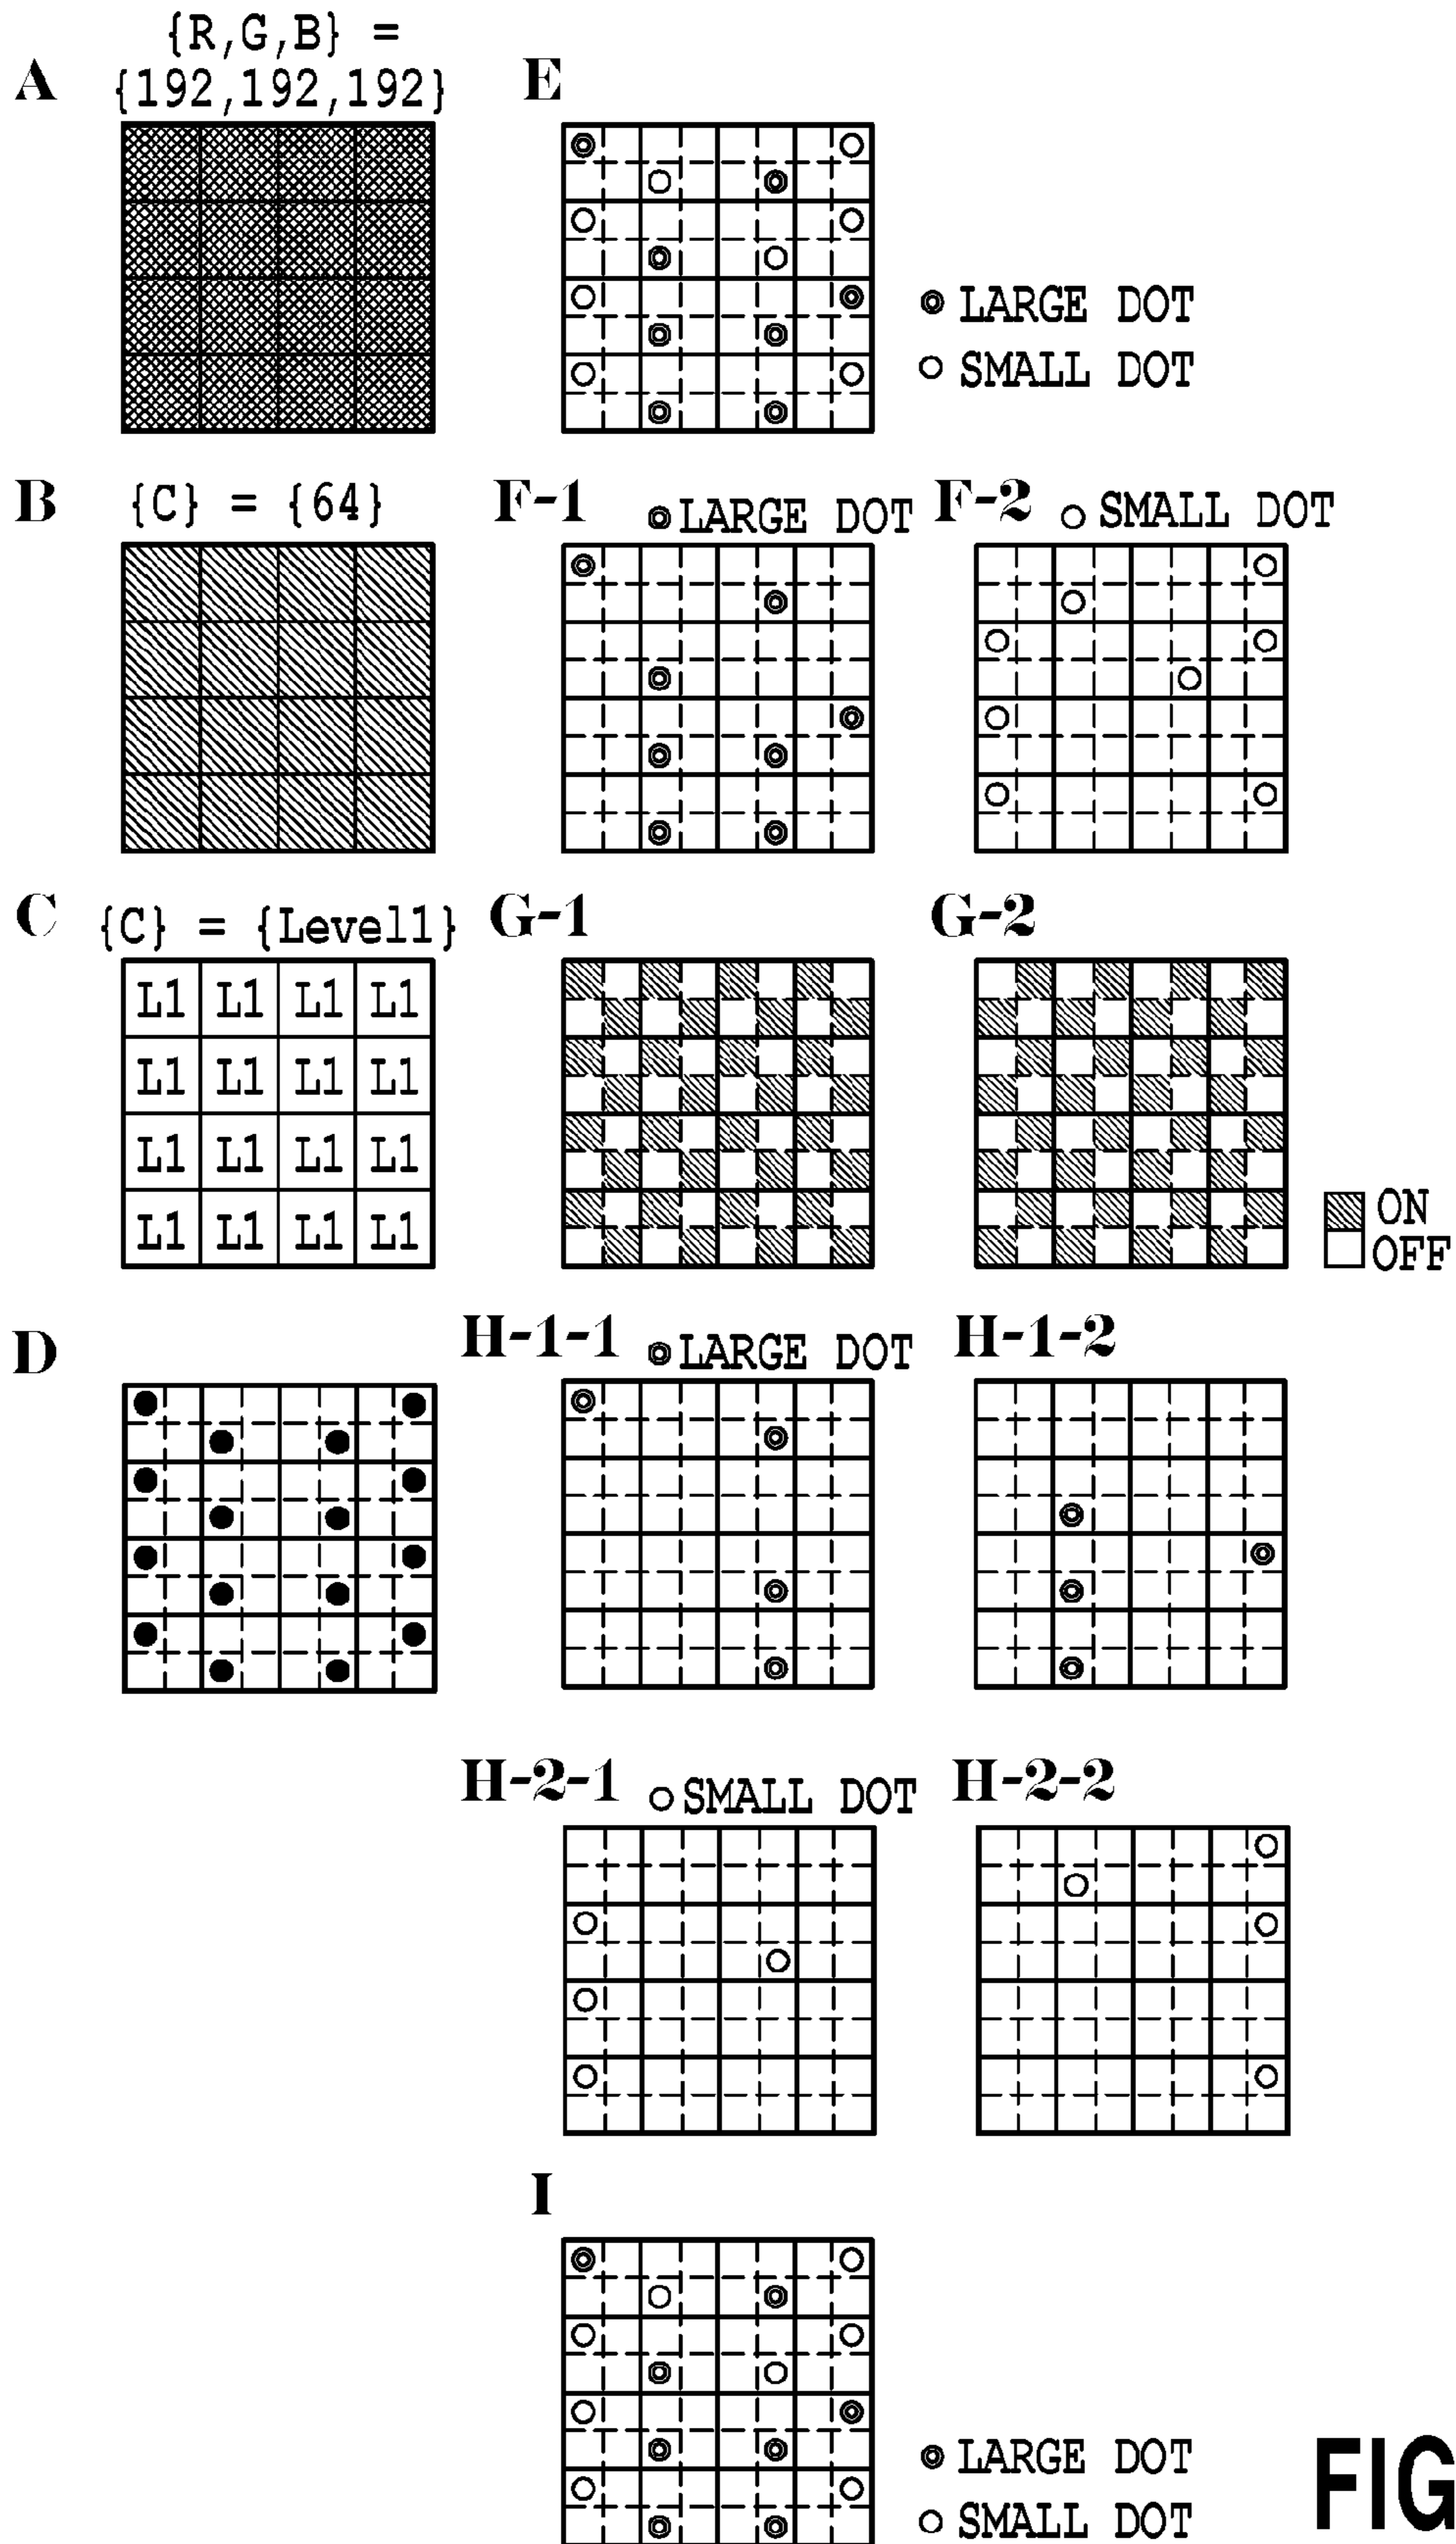 A
{R,G,B} =
{192,192,192}
E
◎ LARGE DOT
○ SMALL DOT
B
{C} = {64}
F-1
◎ LARGE DOT
F-2
○ SMALL DOT
C
{C} = {Level1}
L1 L1 L1 L1
L1 L1 L1 L1
L1 L1 L1 L1
L1 L1 L1 L1
G-1
G-2
ON
OFF
D
H-1-1
◎ LARGE DOT
H-1-2
H-2-1
○ SMALL DOT
H-2-2
I
◎ LARGE DOT
○ SMALL DOT
FIG